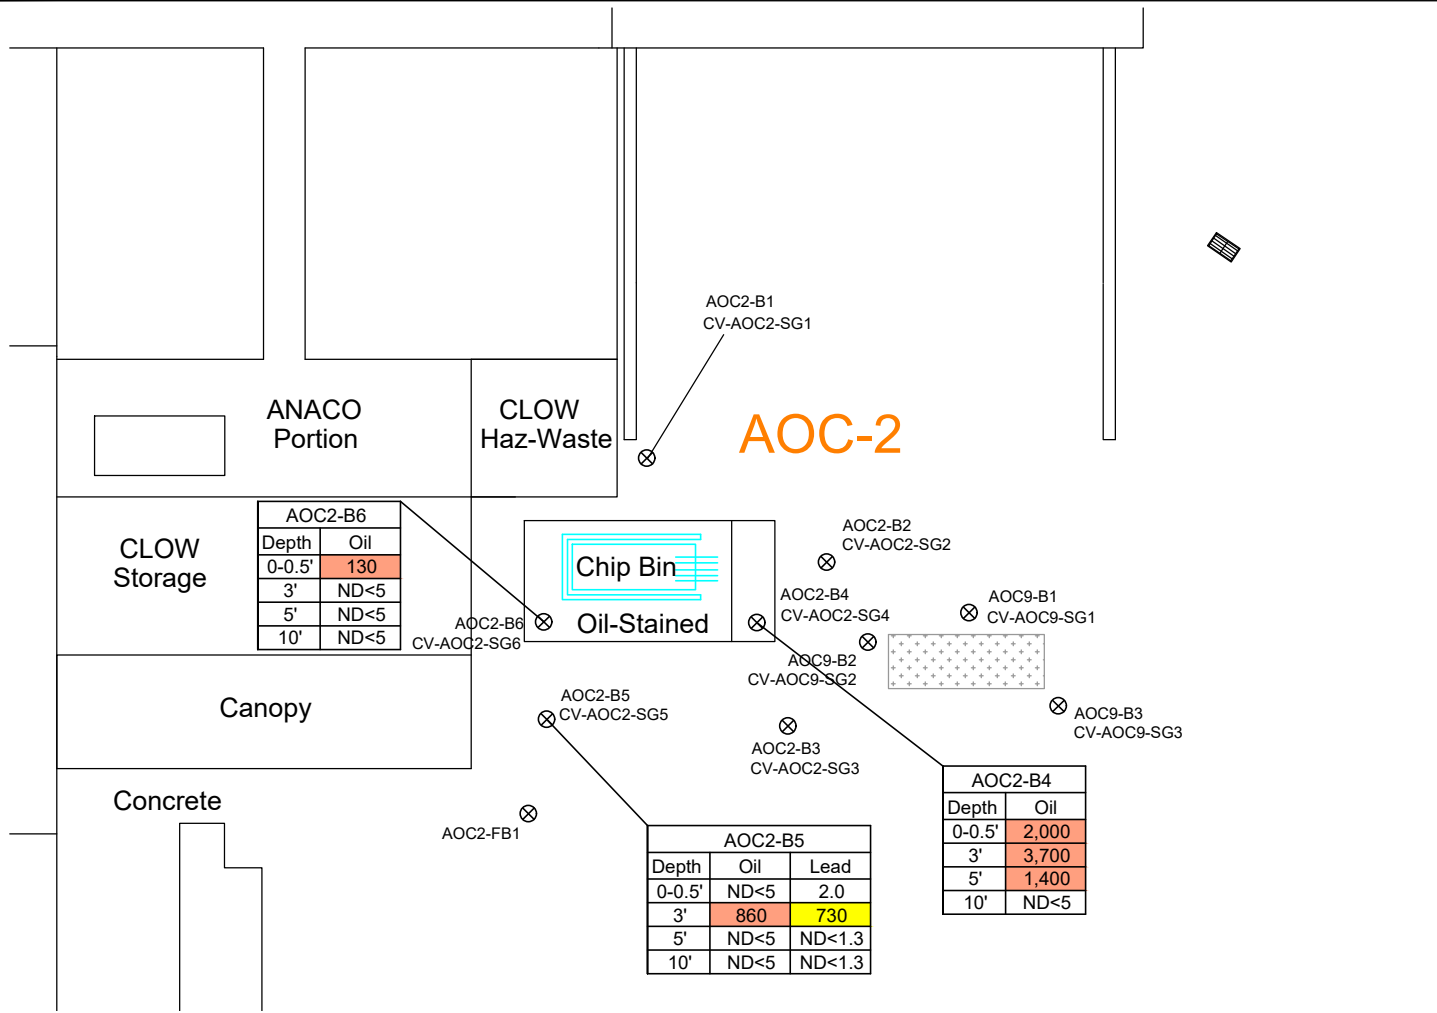 AOC2-B1
CV-AOC2-SG1
ANACO
Portion
CLOW
Haz-Waste
AOC-2
AOC2-B6
Depth Oil
0-0.5' 130
3' ND<5
5' ND<5
10' ND<5
CLOW
Storage
Chip Bin
Oil-Stained
AOC2-B2
CV-AOC2-SG2
AOC2-B4
CV-AOC2-SG4
AOC9-B1
CV-AOC9-SG1
AOC2-B6
CV-AOC2-SG6
AOC9-B2
CV-AOC9-SG2
AOC2-B5
CV-AOC2-SG5
Canopy
AOC9-B3
CV-AOC9-SG3
AOC2-B3
CV-AOC2-SG3
Concrete
AOC2-FB1
AOC2-B4
Depth Oil
0-0.5' 2,000
3' 3,700
5' 1,400
10' ND<5
AOC2-B5
Depth Oil Lead
0-0.5' ND<5 2.0
3' 860 730
5' ND<5 ND<1.3
10' ND<5 ND<1.3